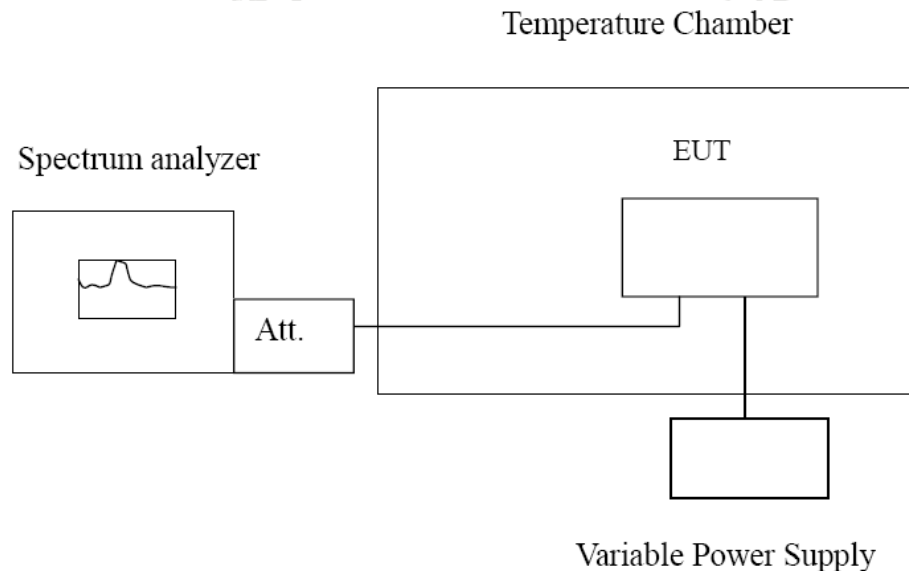 Temperature Chamber
Spectrum analyzer
EUT
Att.
Variable Power Supply